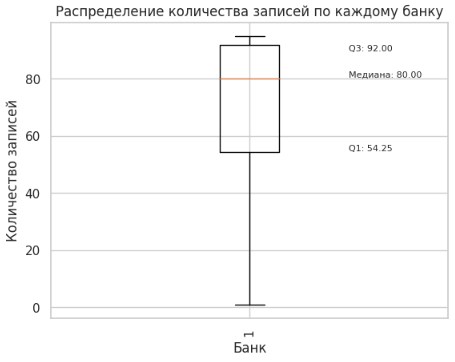 Распределение количества записей по каждому банку
Q3: 92.00
Медиана: 80.00
Q1: 54.25
80
60
40
20
0
Количество записей
1
Банк